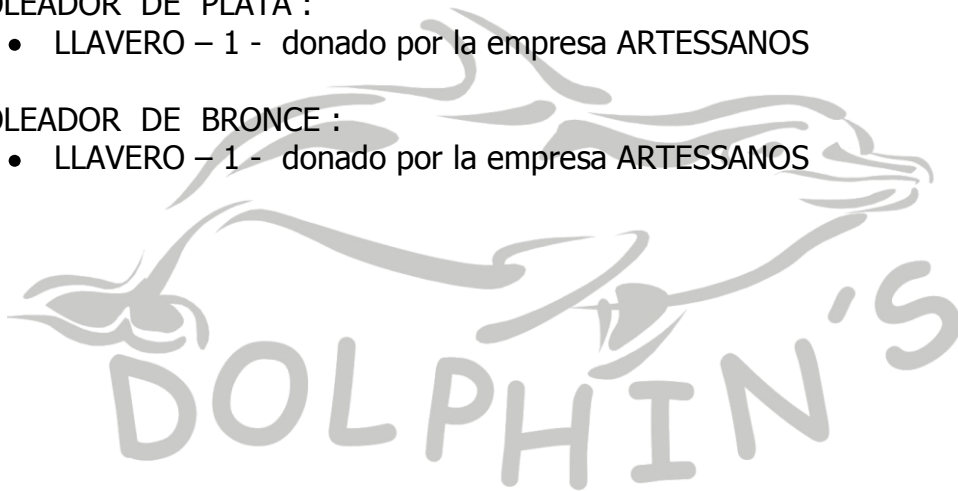 OLEADOR DE PLATA :
• LLAVERO – 1 - donado por la empresa ARTESSANOS
OLEADOR DE BRONCE :
• LLAVERO – 1 - donado por la empresa ARTESSANOS
DOLPHIN'S